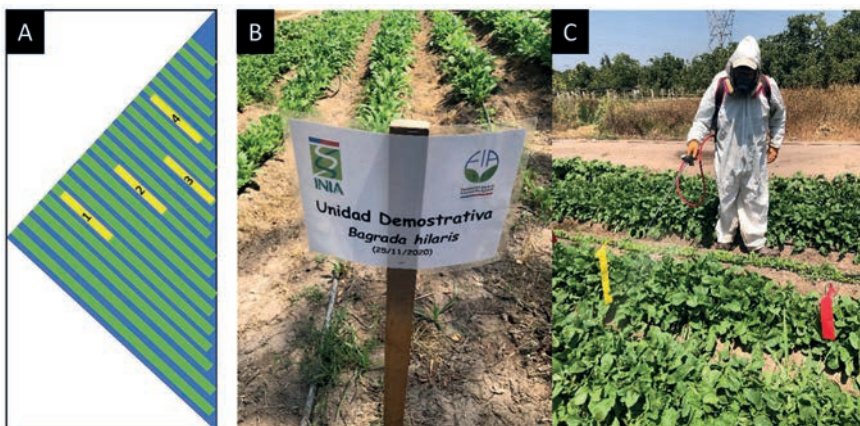 A
B
C
1
2
3
4
INIA
FIA
Unidad Demostrativa
Bagrada hilaris
(25/11/2020)